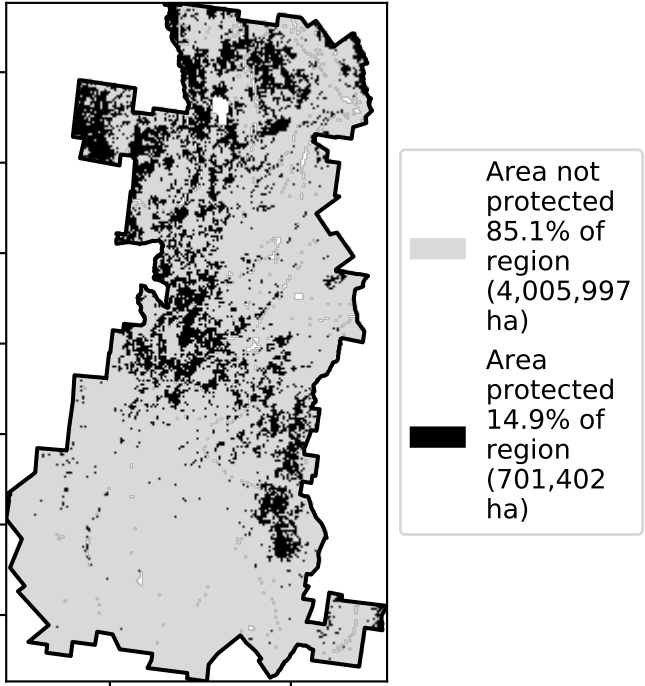 Area not
protected
85.1% of
region
(4,005,997
ha)
Area
protected
14.9% of
region
(701,402
ha)